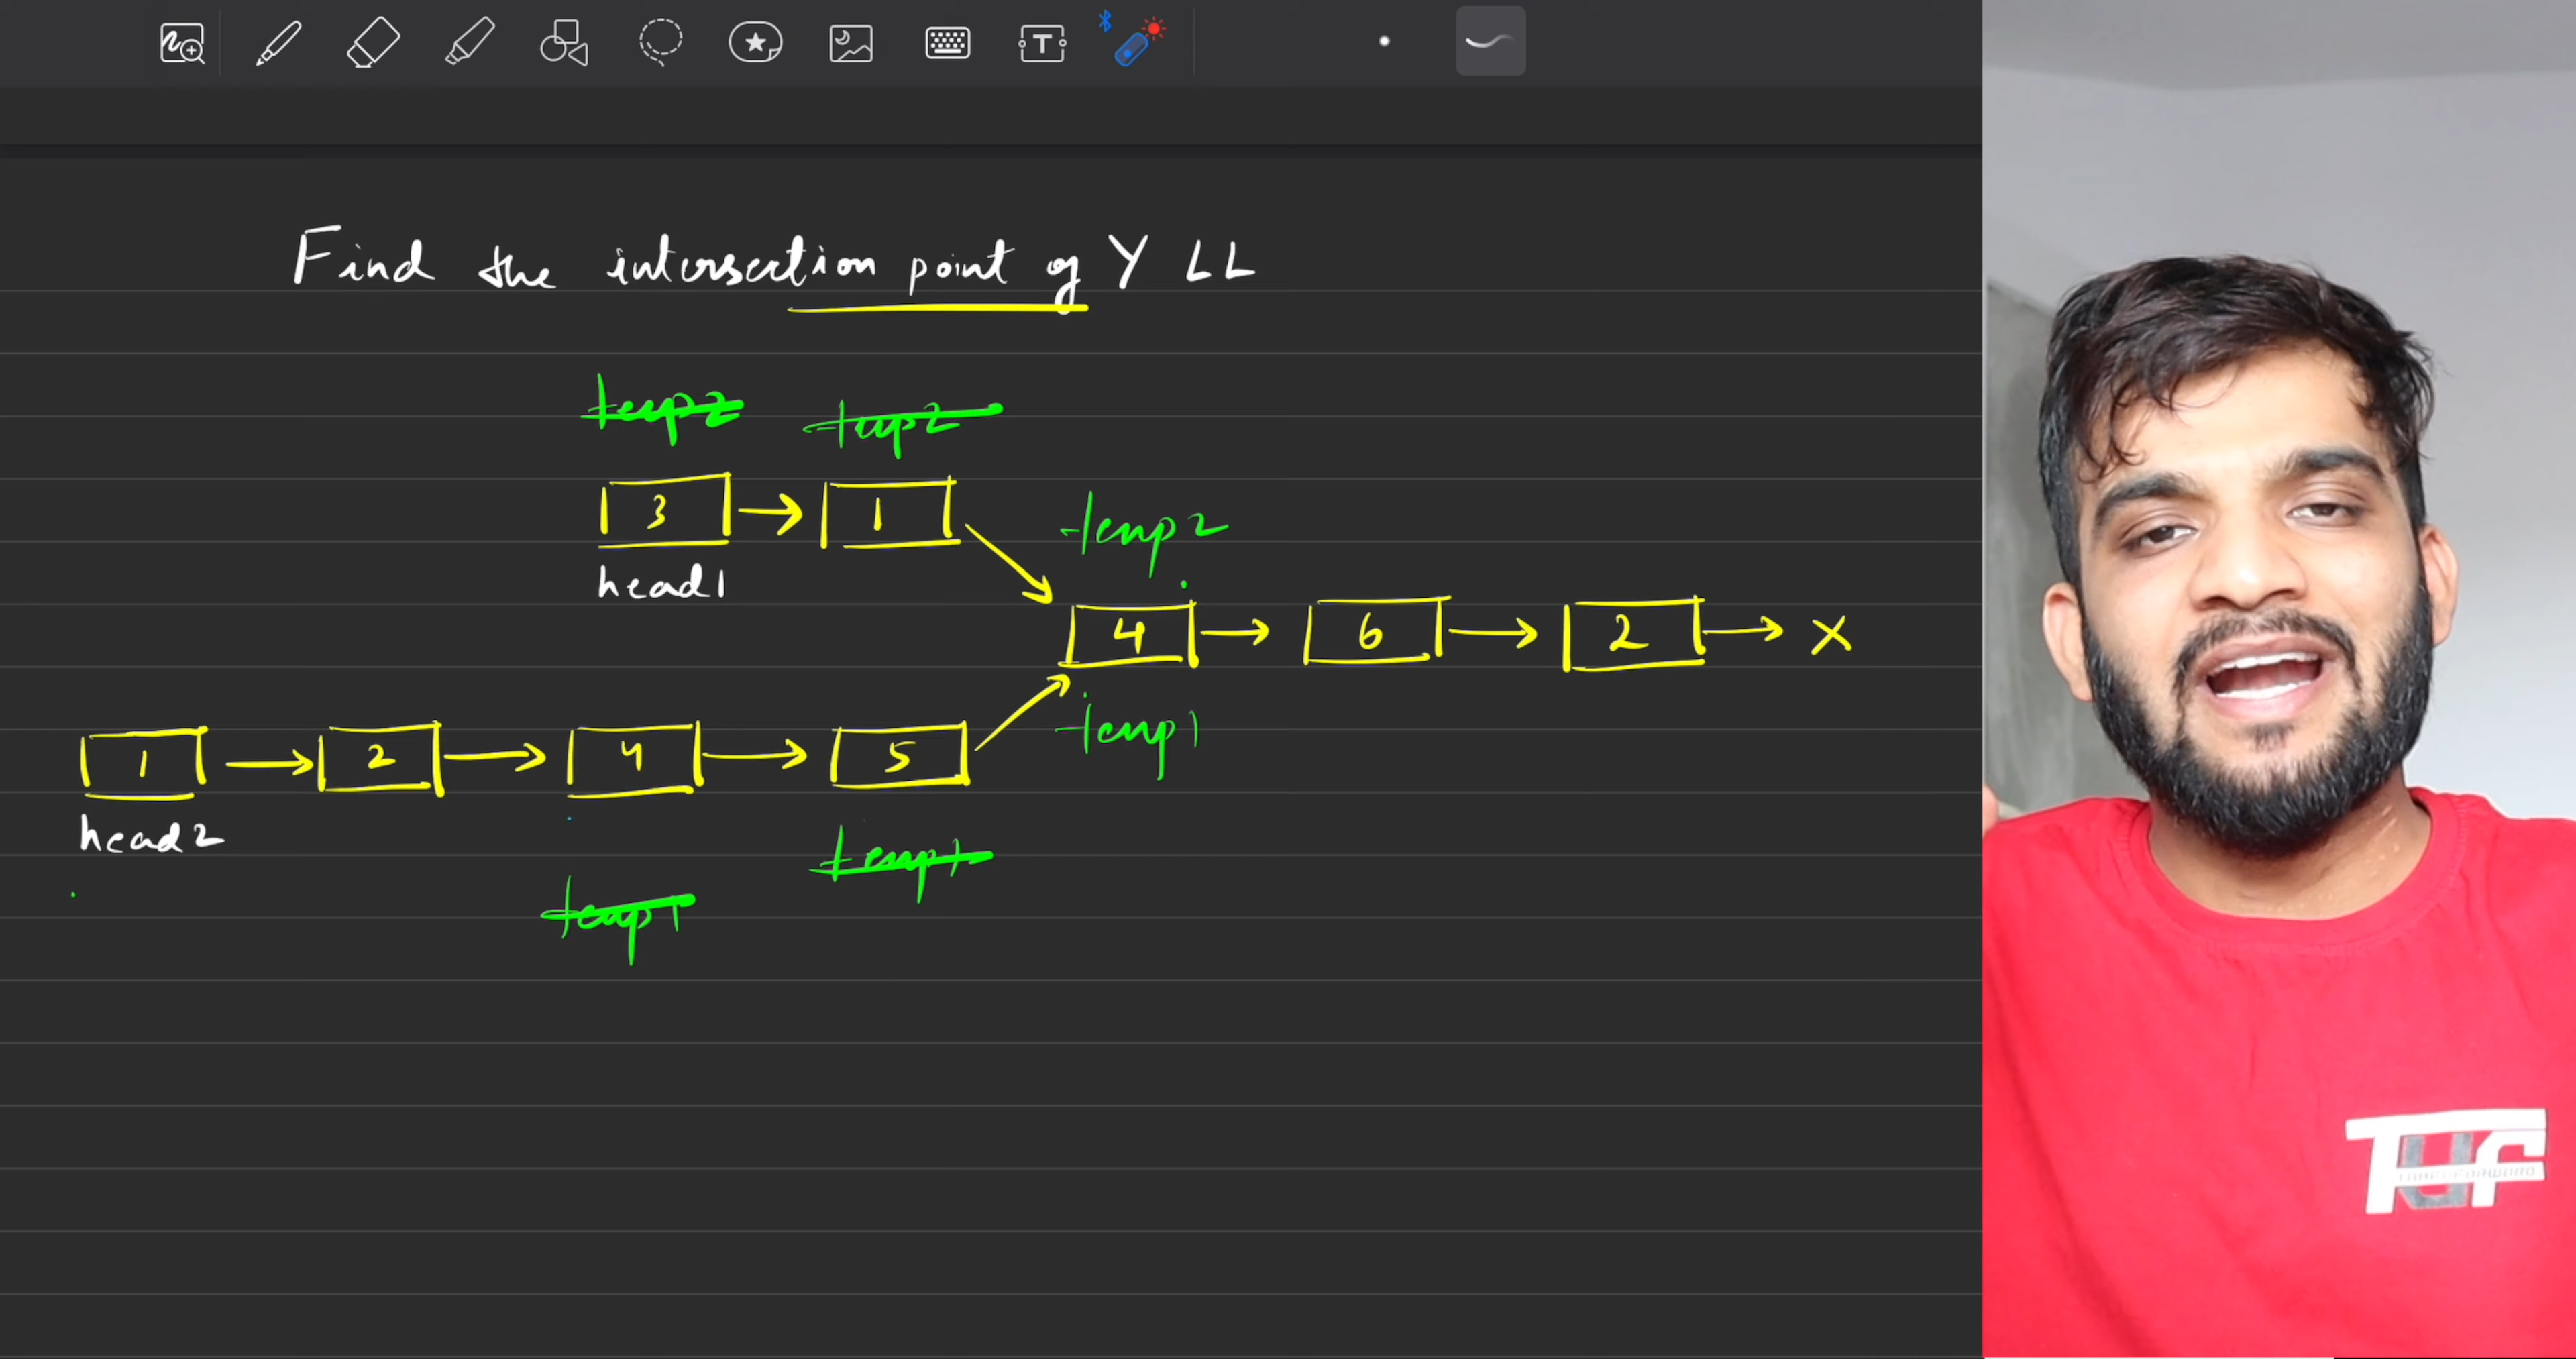 Find the intersection point of Y LL
temp2 temp2
3 1
temp2
head1
4 6 2 X
temp1
1 2 4 5
head2
temp1
temp1
TUF